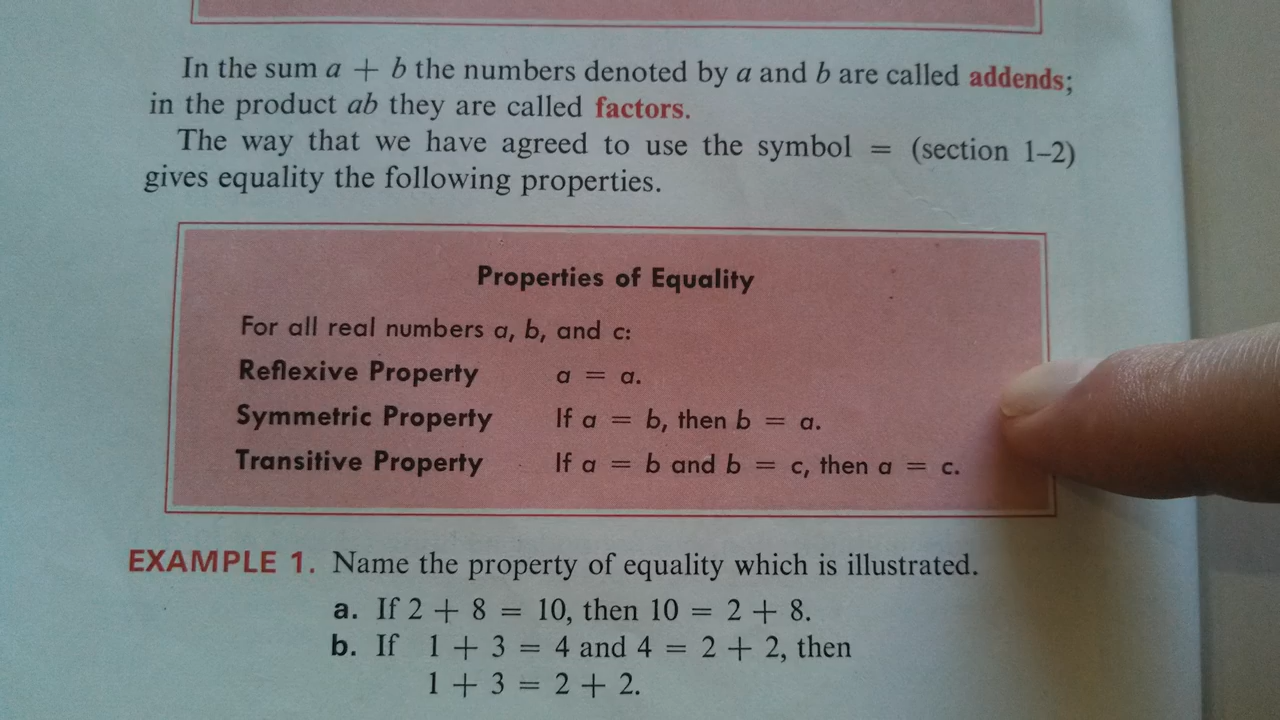 In the sum a + b the numbers denoted by a and b are called addends;
in the product ab they are called factors.
The way that we have agreed to use the symbol = (section 1–2)
gives equality the following properties.
Properties of Equality
For all real numbers a, b, and c:
Reflexive Property a = a.
Symmetric Property If a = b, then b = a.
Transitive Property If a = b and b = c, then a = c.
EXAMPLE 1. Name the property of equality which is illustrated.
a. If 2 + 8 = 10, then 10 = 2 + 8.
b. If 1 + 3 = 4 and 4 = 2 + 2, then
1 + 3 = 2 + 2.